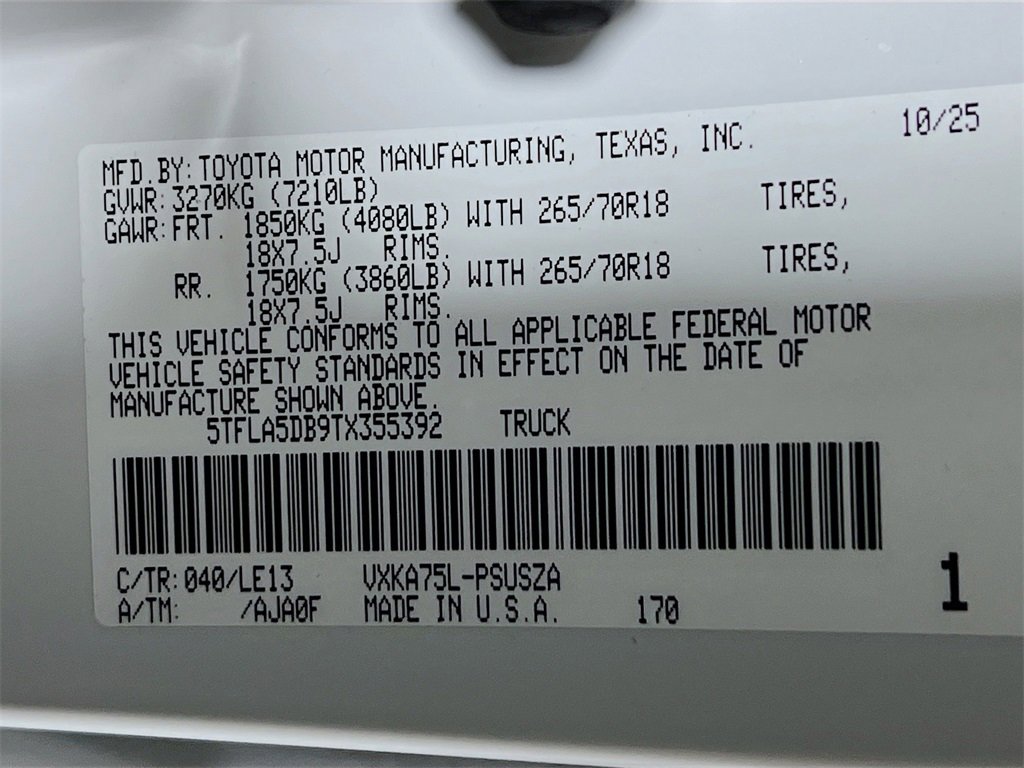 MFD.BY: TOYOTA MOTOR MANUFACTURING, TEXAS, INC. 10/25
GVWR: 3270KG (7210LB)
GAWR: FRT. 1850KG (4080LB) WITH 265/70R18 TIRES,
18X7.5J RIMS.
RR. 1750KG (3860LB) WITH 265/70R18 TIRES,
18X7.5J RIMS.
THIS VEHICLE CONFORMS TO ALL APPLICABLE FEDERAL MOTOR
VEHICLE SAFETY STANDARDS IN EFFECT ON THE DATE OF
MANUFACTURE SHOWN ABOVE.
5TFLA5DB9TX355392 TRUCK
C/TR: 040/LE13 VXKA75L-PSUSZA
A/TM: /AJA0F MADE IN U.S.A. 170 1